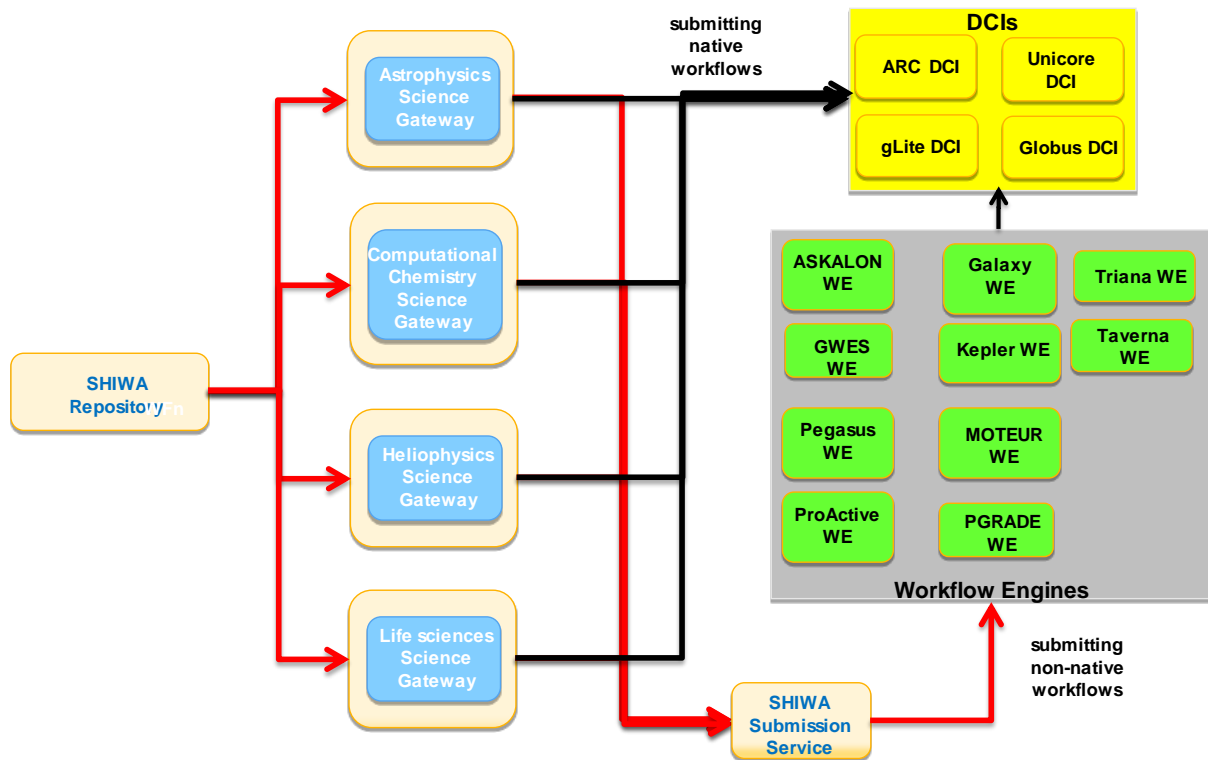 submitting
native
workflows
DCIs
ARC DCI
Unicore
DCI
gLite DCI
Globus DCI
Astrophysics
Science
Gateway
Computational
Chemistry
Science
Gateway
SHIWA
Repository
WFn
Heliophysics
Science
Gateway
Life sciences
Science
Gateway
ASKALON
WE
Galaxy
WE
Triana WE
GWES
WE
Kepler WE
Taverna
WE
Pegasus
WE
MOTEUR
WE
ProActive
WE
PGRADE
WE
Workflow Engines
submitting
non-native
workflows
SHIWA
Submission
Service